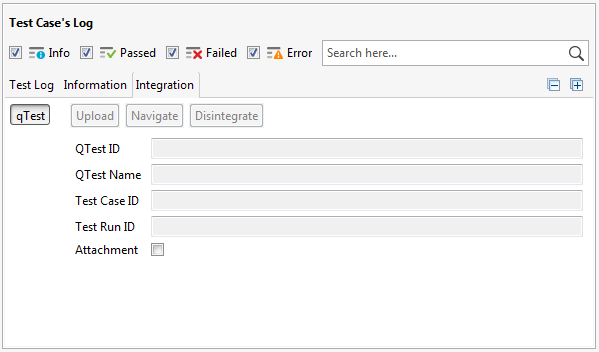 Test Case's Log
Info Passed Failed Error Search here...
Test Log Information Integration
qTest Upload Navigate Disintegrate
QTest ID
QTest Name
Test Case ID
Test Run ID
Attachment